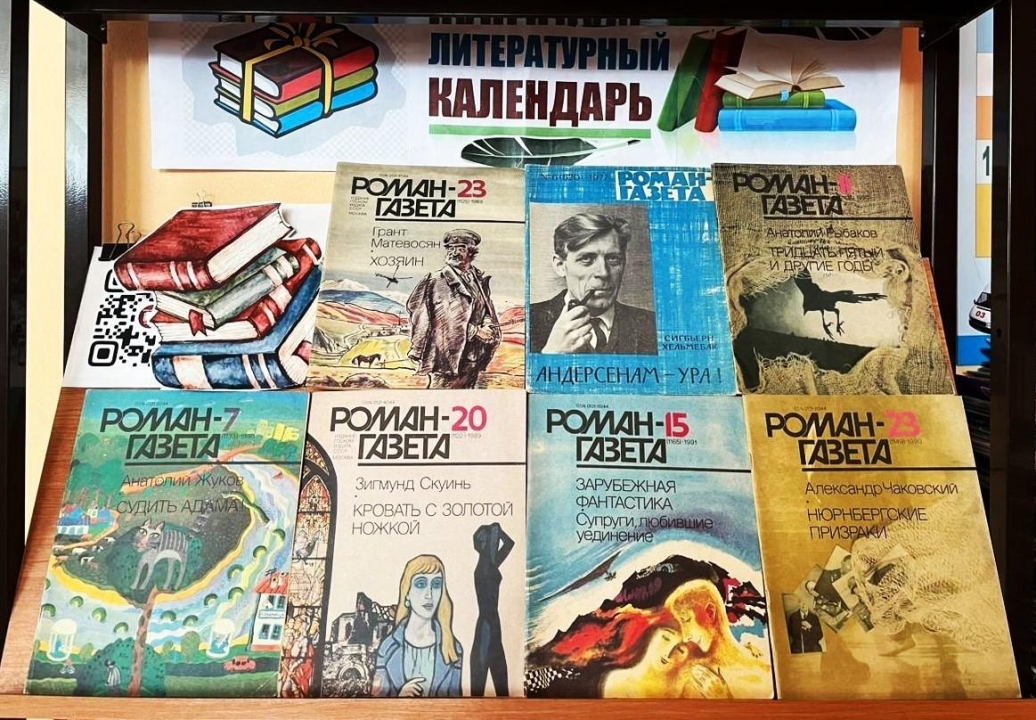 ЛИТЕРАТУРНЫЙ
КАЛЕНДАРЬ
РОМАН-23
ГАЗЕТА
Грант
Матевосян
ХОЗЯИН
РОМАН-
ГАЗЕТА
СИГБЬЕРН
ХЕЛЬМЕБАК
АНДЕРСЕНАМ – УРА!
РОМАН-
ГАЗЕТА
Анатолий Рыбаков
ТРИДЦАТЬ ПЯТЫЙ
И ДРУГИЕ ГОДЫ
03
РОМАН-7
ГАЗЕТА
Анатолий Жуков
СУДИТЬ АДАМА!
РОМАН-20
ГАЗЕТА
Зигмунд Скуинь
КРОВАТЬ С ЗОЛОТОЙ
НОЖКОЙ
РОМАН-15
ГАЗЕТА
ЗАРУБЕЖНАЯ
ФАНТАСТИКА
Супруги, любившие
уединение
РОМАН-23
ГАЗЕТА
Александр Чаковский
НЮРНБЕРГСКИЕ
ПРИЗРАКИ